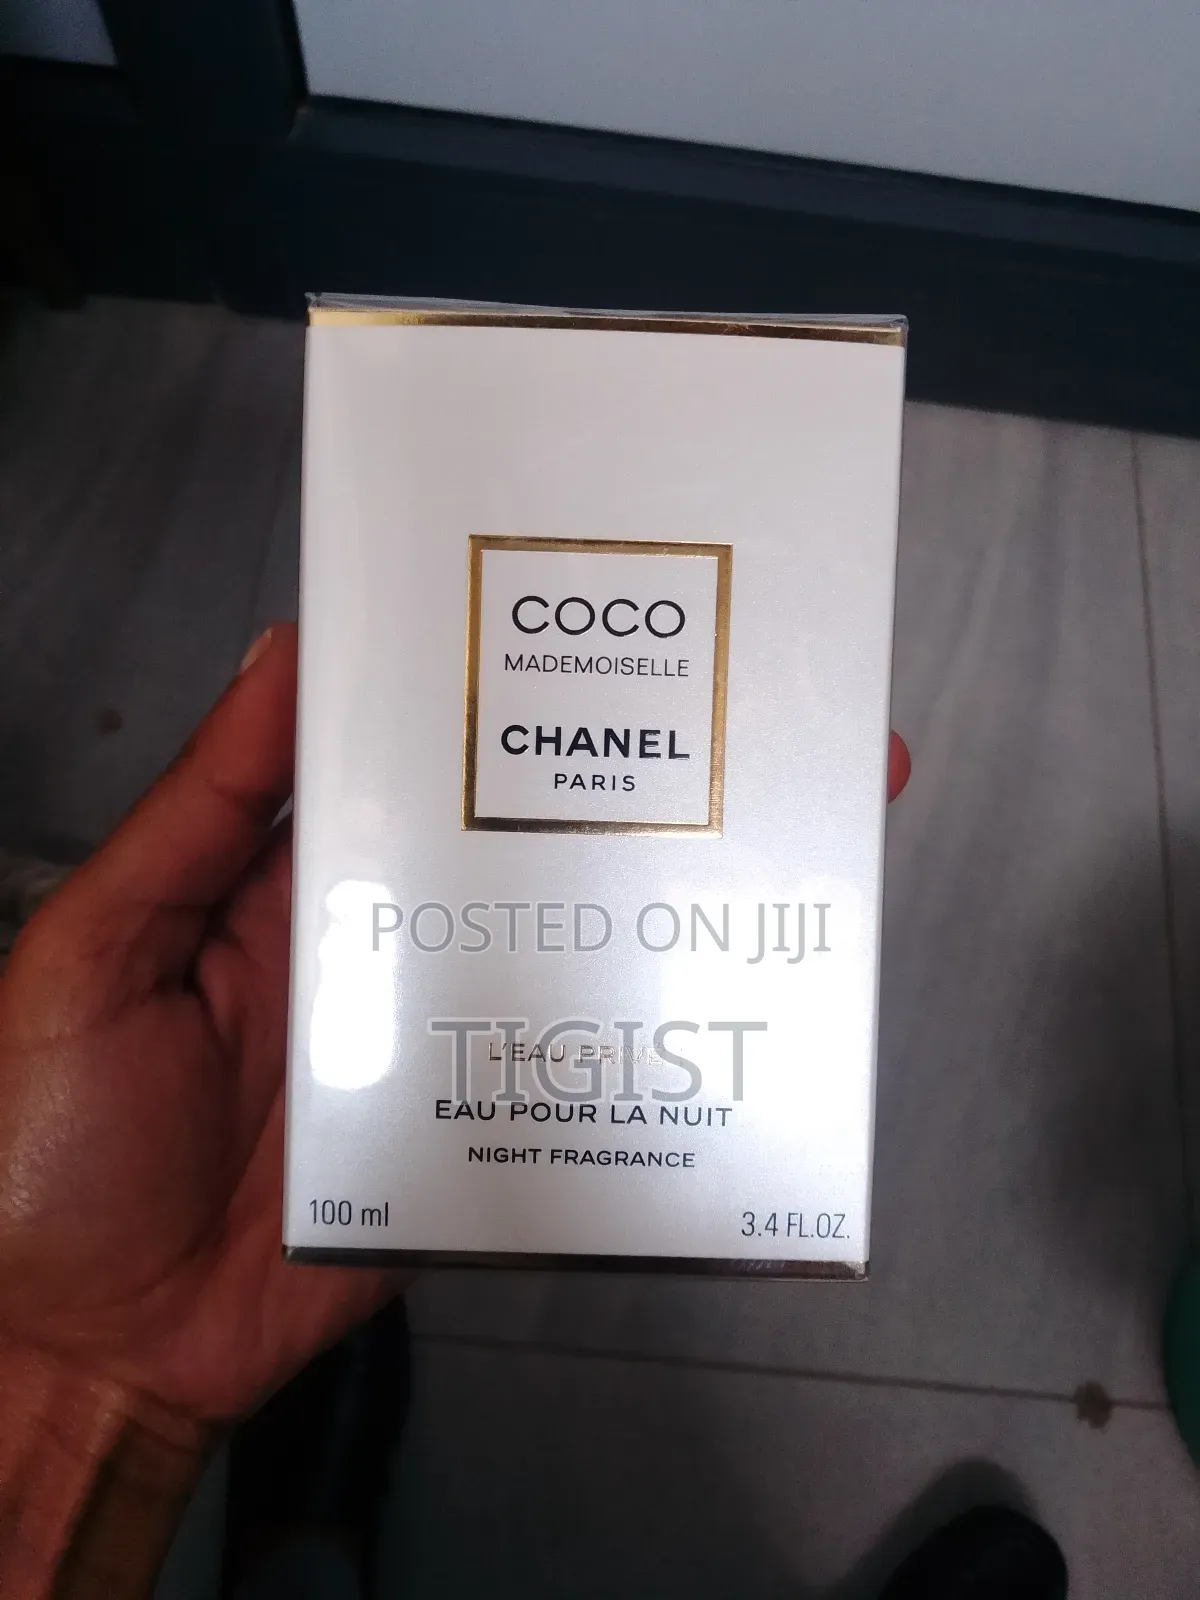 COCO
MADEMOISELLE
CHANEL
PARIS
POSTED ON JIJI
TIGIST
L'EAU PRIVÉE
EAU POUR LA NUIT
NIGHT FRAGRANCE
100 ml
3.4 FL.OZ.